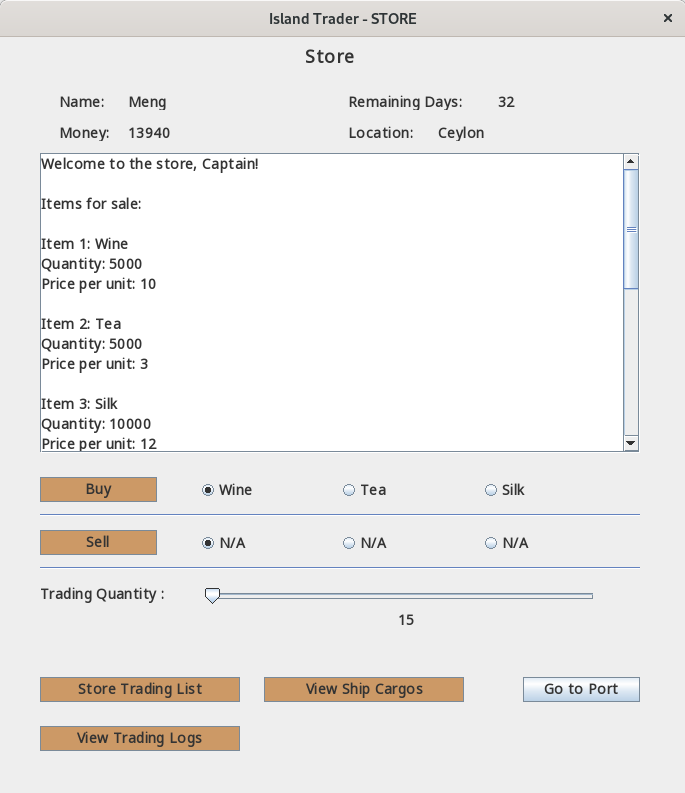 Island Trader - STORE
Store
Name: Meng Remaining Days: 32
Money: 13940 Location: Ceylon
Welcome to the store, Captain!
Items for sale:
Item 1: Wine
Quantity: 5000
Price per unit: 10
Item 2: Tea
Quantity: 5000
Price per unit: 3
Item 3: Silk
Quantity: 10000
Price per unit: 12
Buy Wine Tea Silk
Sell N/A N/A N/A
Trading Quantity :
15
Store Trading List View Ship Cargos Go to Port
View Trading Logs